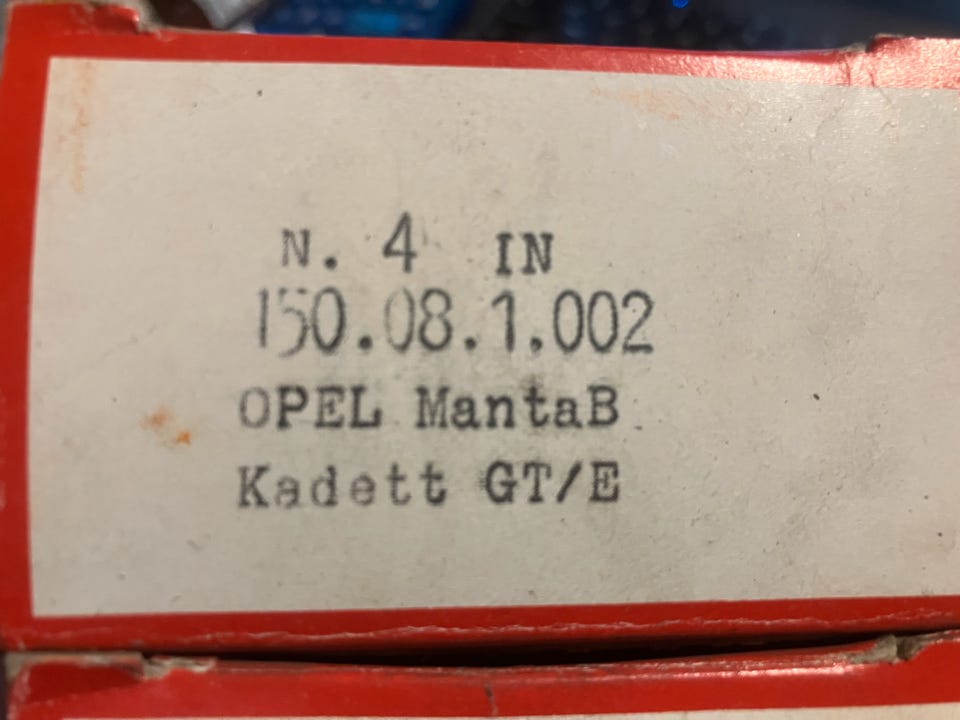 N. 4 IN
150.08.1.002
OPEL MantaB
Kadett GT/E